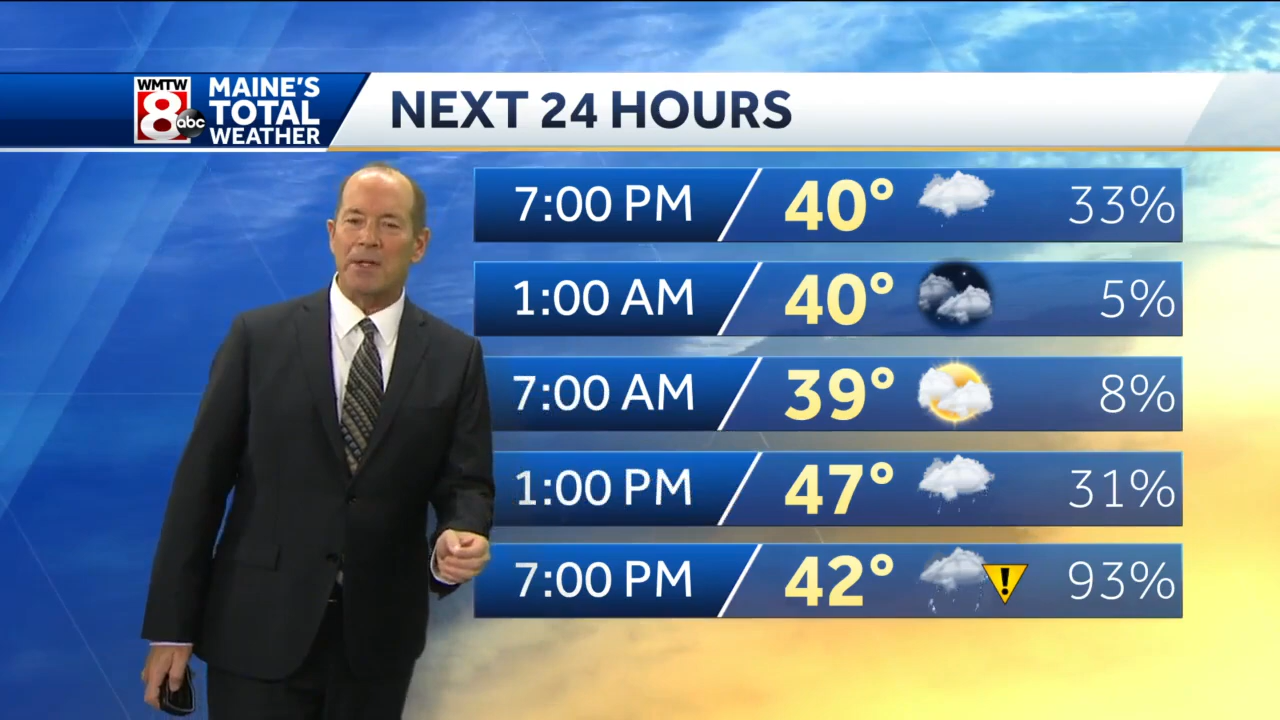 WMTW
8
abc
MAINE'S
TOTAL
WEATHER
NEXT 24 HOURS
7:00 PM 40° 33%
1:00 AM 40° 5%
7:00 AM 39° 8%
1:00 PM 47° 31%
7:00 PM 42° ! 93%